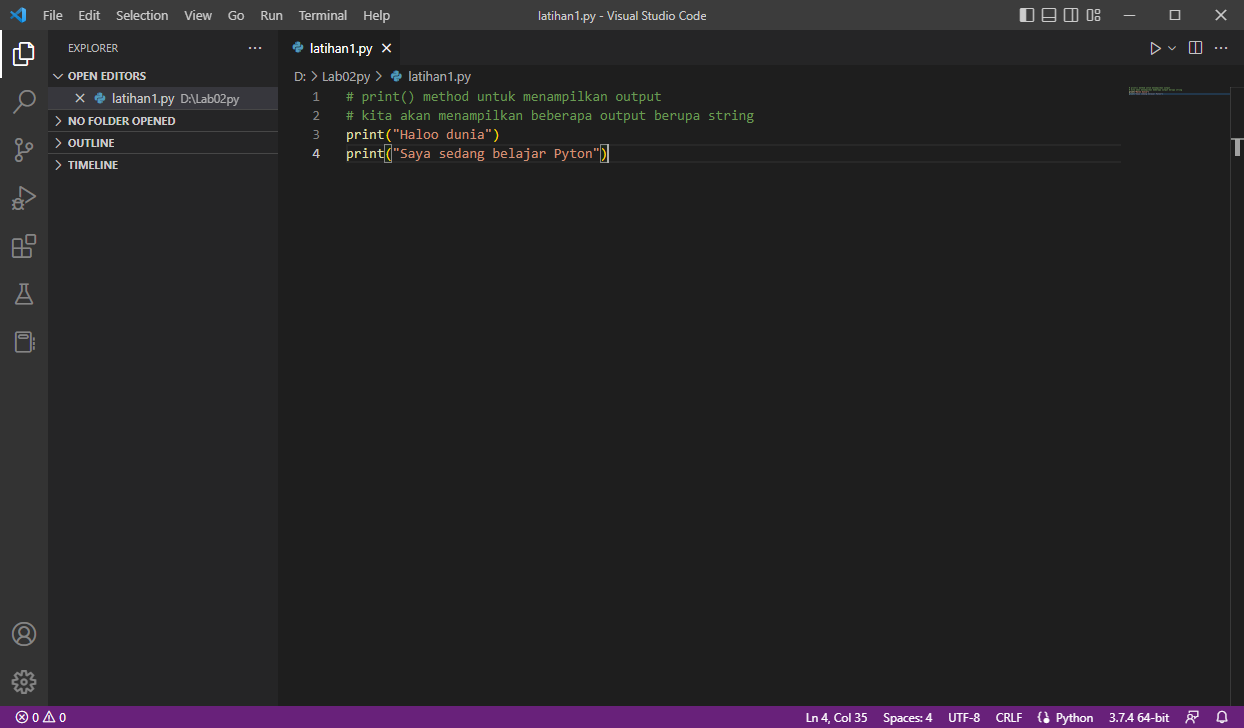 File Edit Selection View Go Run Terminal Help
latihan1.py - Visual Studio Code
EXPLORER
OPEN EDITORS
latihan1.py D:\Lab02py
NO FOLDER OPENED
OUTLINE
TIMELINE
latihan1.py
D: > Lab02py > latihan1.py
1 # print() method untuk menampilkan output
2 # kita akan menampilkan beberapa output berupa string
3 print("Haloo dunia")
4 print("Saya sedang belajar Pyton")
0 0
Ln 4, Col 35 Spaces: 4 UTF-8 CRLF Python 3.7.4 64-bit